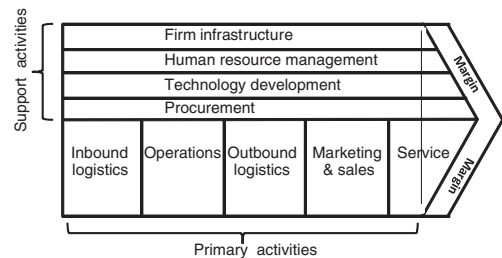 Support activities
Firm infrastructure
Human resource management
Technology development
Procurement
Margin
Inbound
logistics
Operations
Outbound
logistics
Marketing
& sales
Service
Margin
Primary activities